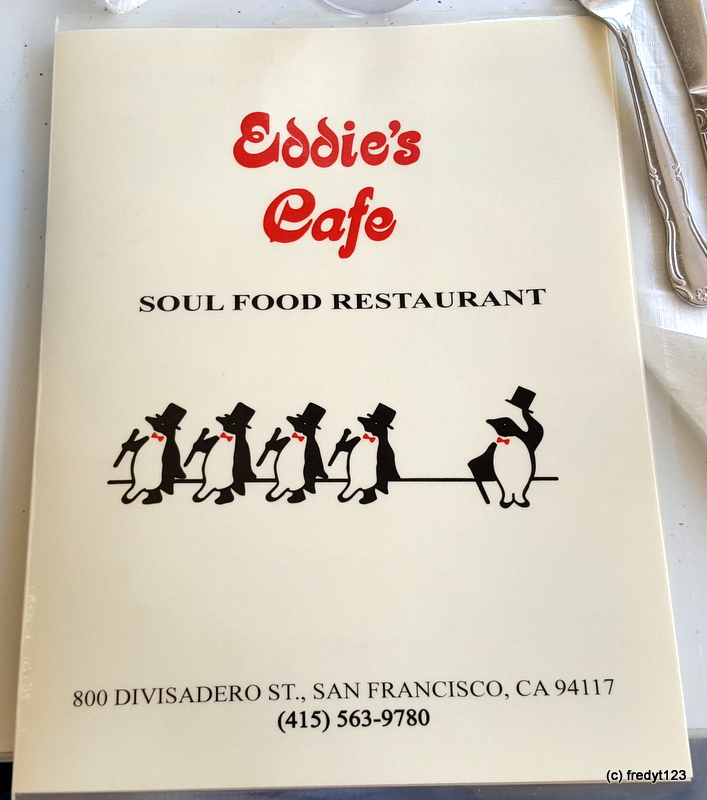 Eddie's
Cafe
SOUL FOOD RESTAURANT
800 DIVISADERO ST., SAN FRANCISCO, CA 94117
(415) 563-9780
(c) fredyt123